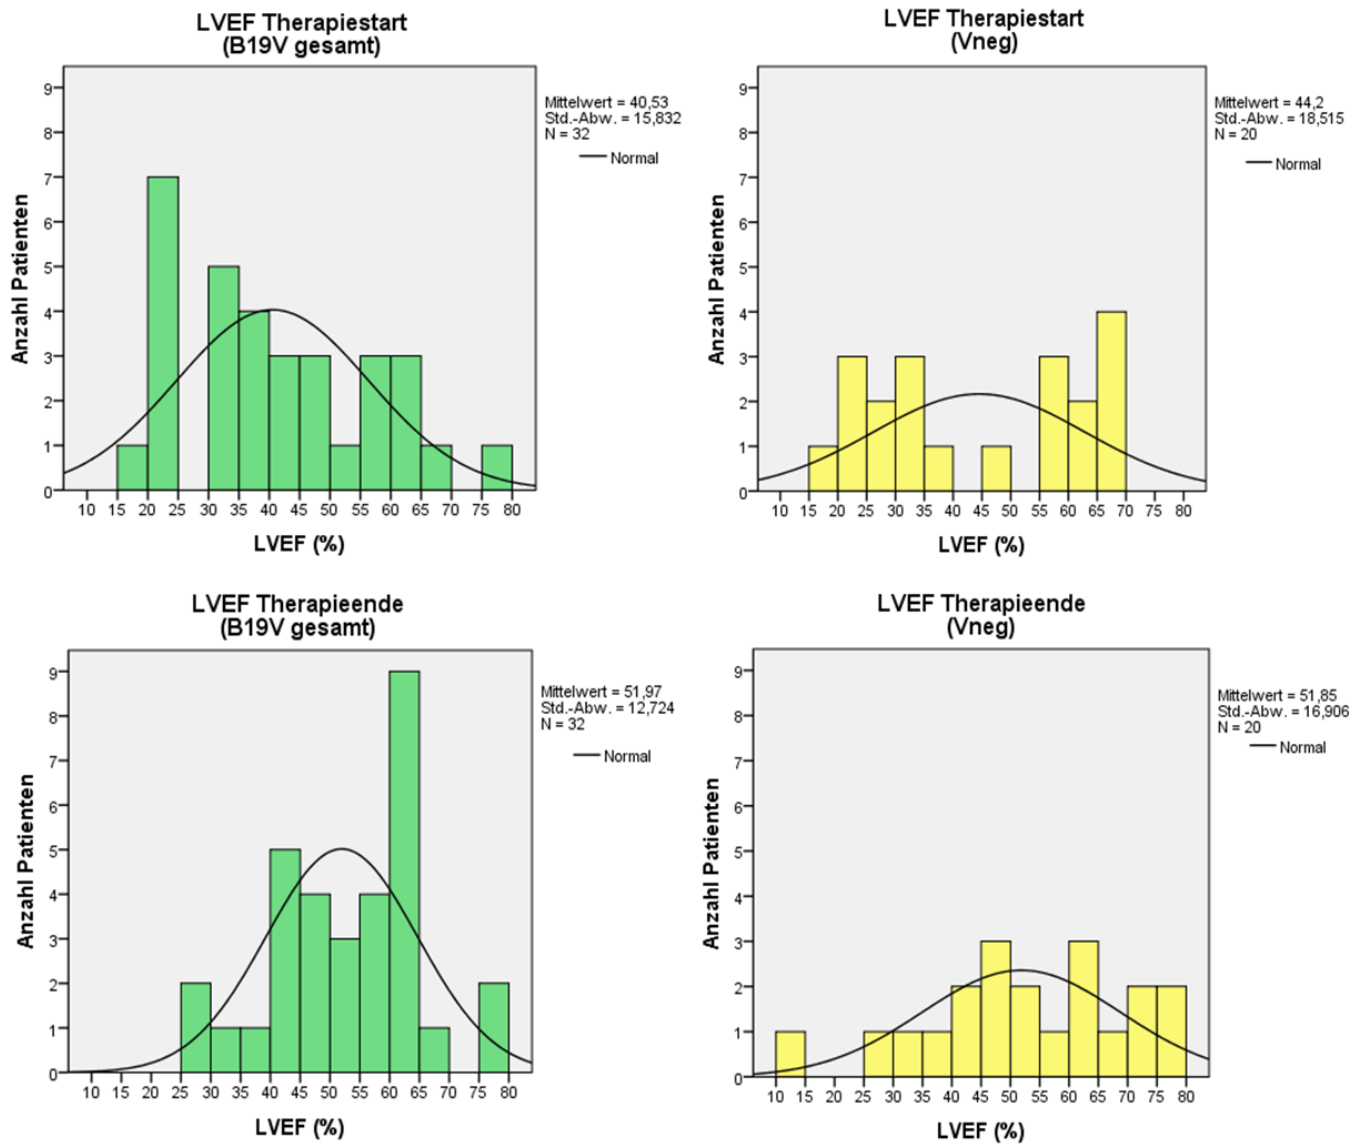 LVEF Therapiestart
(B19V gesamt)
Anzahl Patienten
9
8
7
6
5
4
3
2
1
0
10 15 20 25 30 35 40 45 50 55 60 65 70 75 80
LVEF (%)
Mittelwert = 40,53
Std.-Abw. = 15,832
N = 32
Normal
LVEF Therapiestart
(Vneg)
Anzahl Patienten
9
8
7
6
5
4
3
2
1
0
10 15 20 25 30 35 40 45 50 55 60 65 70 75 80
LVEF (%)
Mittelwert = 44,2
Std.-Abw. = 18,515
N = 20
Normal
LVEF Therapieende
(B19V gesamt)
Anzahl Patienten
9
8
7
6
5
4
3
2
1
0
10 15 20 25 30 35 40 45 50 55 60 65 70 75 80
LVEF (%)
Mittelwert = 51,97
Std.-Abw. = 12,724
N = 32
Normal
LVEF Therapieende
(Vneg)
Anzahl Patienten
9
8
7
6
5
4
3
2
1
0
10 15 20 25 30 35 40 45 50 55 60 65 70 75 80
LVEF (%)
Mittelwert = 51,85
Std.-Abw. = 16,906
N = 20
Normal